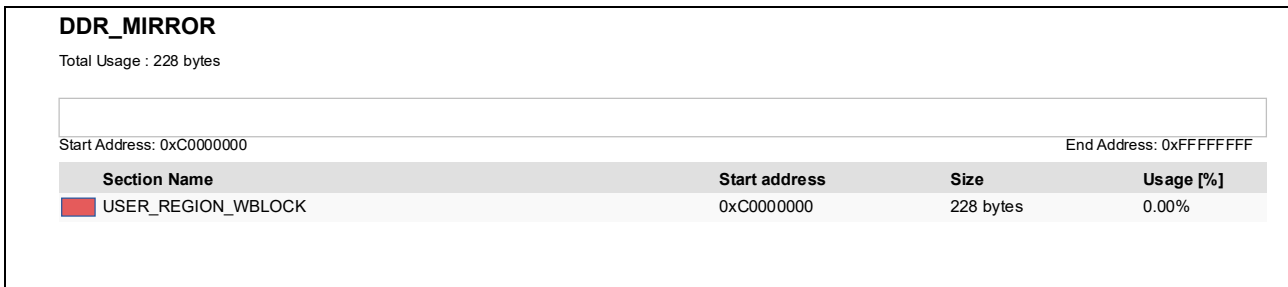 DDR_MIRROR
Total Usage : 228 bytes
Start Address: 0xC0000000 End Address: 0xFFFFFFFF
Section Name Start address Size Usage [%]
USER_REGION_WBLOCK 0xC0000000 228 bytes 0.00%